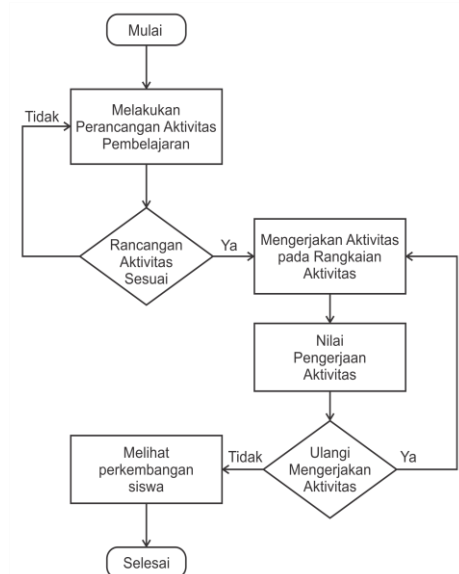 Mulai
Tidak
Melakukan
Perancangan Aktivitas
Pembelajaran
Rancangan
Aktivitas
Sesuai
Ya
Mengerjakan Aktivitas
pada Rangkaian
Aktivitas
Nilai
Pengerjaan
Aktivitas
Ulangi
Mengerjakan
Aktivitas
Ya
Tidak
Melihat
perkembangan
siswa
Selesai